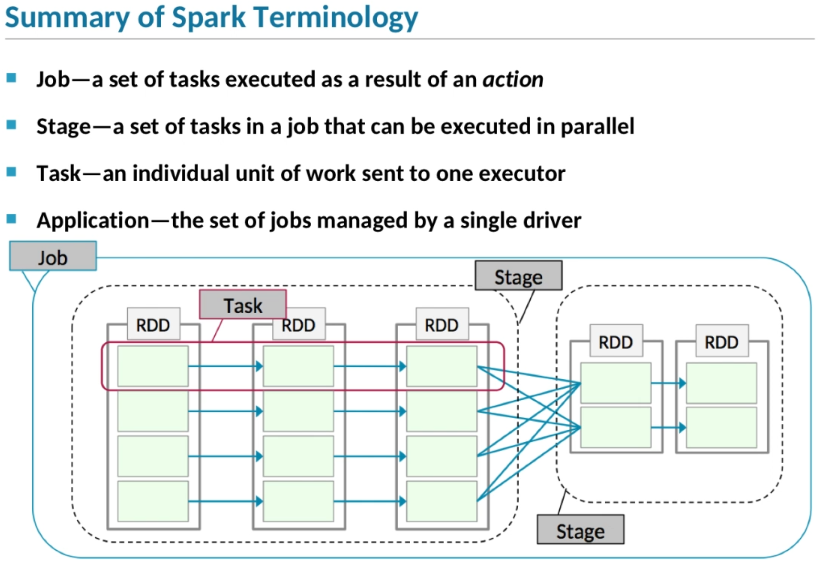 Summary of Spark Terminology
Job—a set of tasks executed as a result of an action
Stage—a set of tasks in a job that can be executed in parallel
Task—an individual unit of work sent to one executor
Application—the set of jobs managed by a single driver
Job
Stage
Task
RDD
RDD
RDD
RDD
RDD
Stage